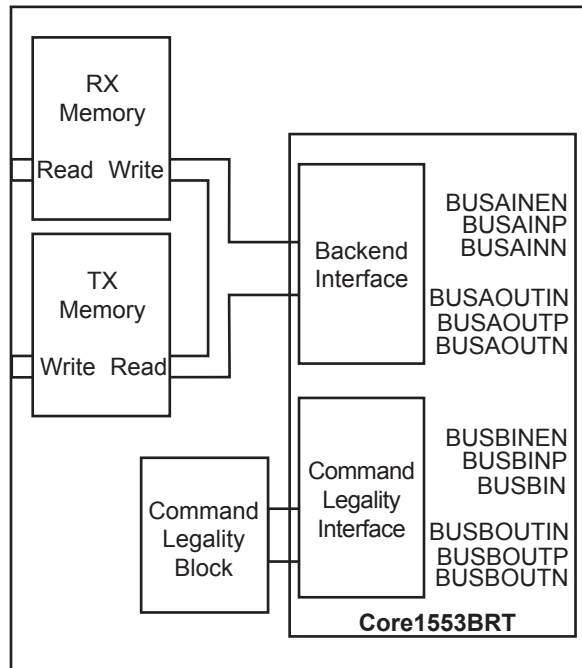 RX
Memory
Read Write
TX
Memory
Write Read
Backend
Interface
BUSAINEN
BUSAINP
BUSAINN
BUSAOUTIN
BUSAOUTP
BUSAOUTN
Command
Legality
Block
Command
Legality
Interface
BUSBINEN
BUSBINP
BUSBIN
BUSBOUTIN
BUSBOUTP
BUSBOUTN
Core1553BRT